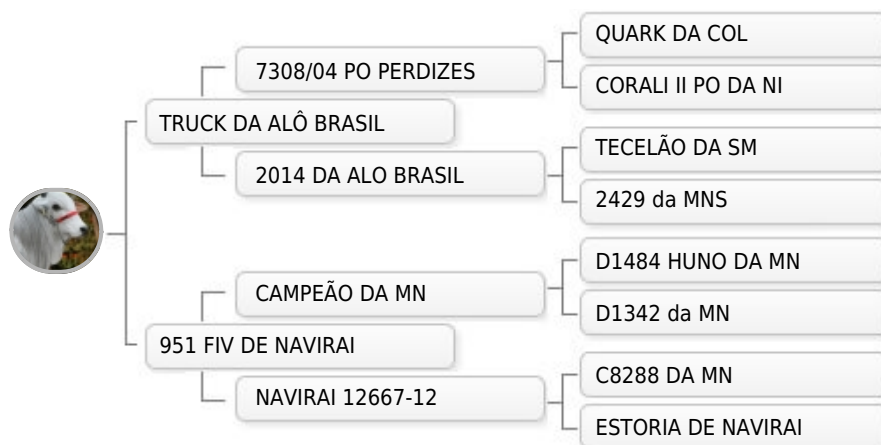 QUARK DA COL
7308/04 PO PERDIZES
CORALI II PO DA NI
TRUCK DA ALÔ BRASIL
TECELÃO DA SM
2014 DA ALO BRASIL
2429 da MNS
D1484 HUNO DA MN
CAMPEÃO DA MN
D1342 da MN
951 FIV DE NAVIRAI
C8288 DA MN
NAVIRAI 12667-12
ESTORIA DE NAVIRAI